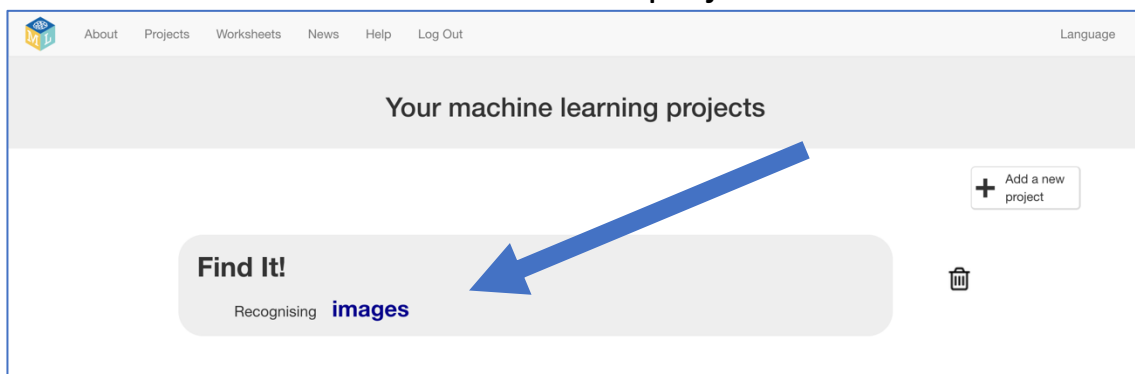 About Projects Worksheets News Help Log Out Language
Your machine learning projects
Add a new
project
Find It!
Recognising images